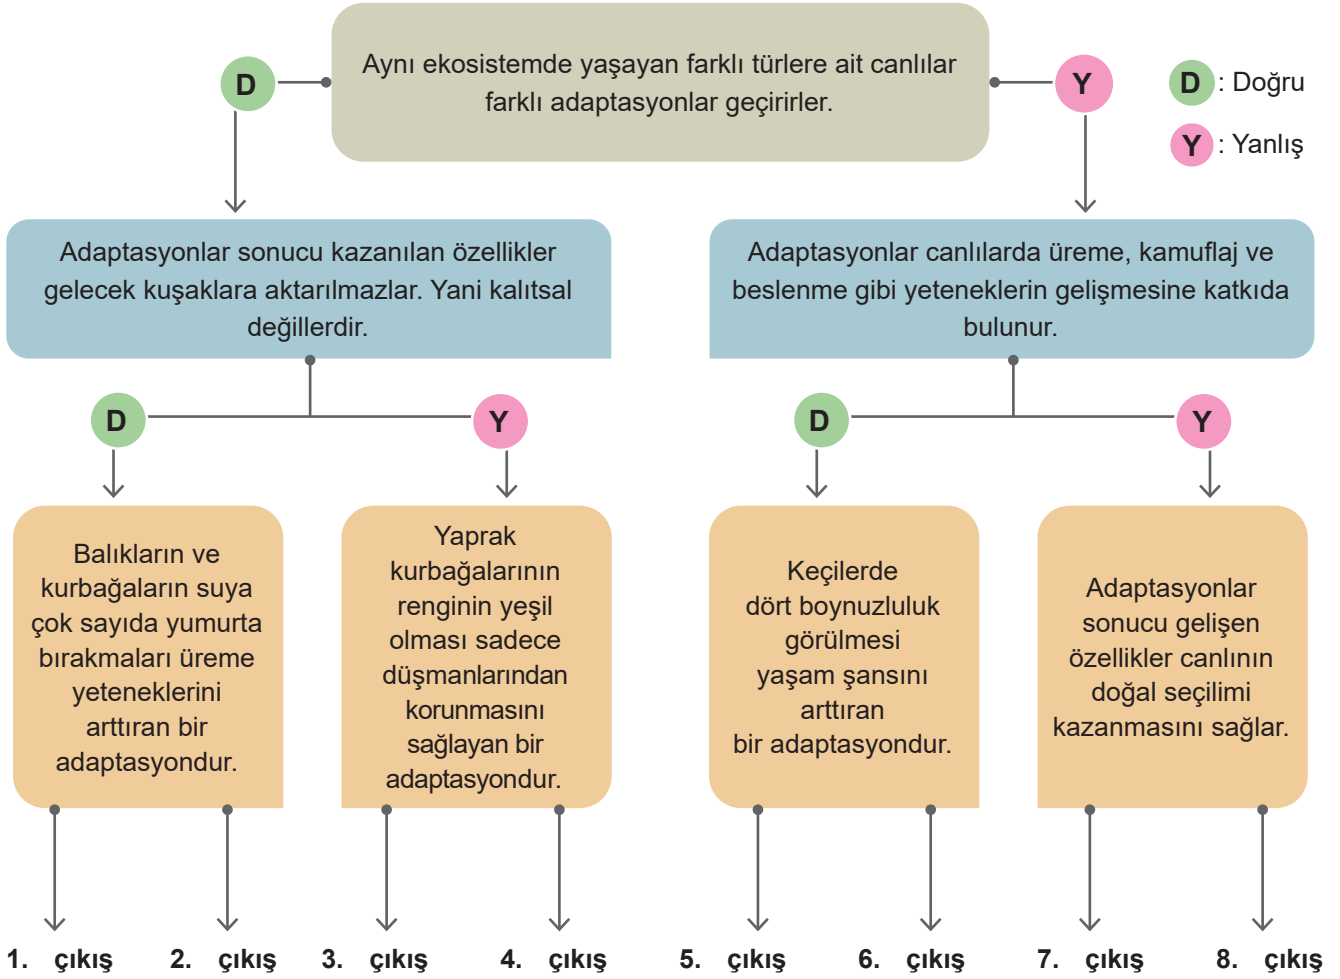 Aynı ekosistemde yaşayan farklı türlere ait canlılar
farklı adaptasyonlar geçirirler.
D
Y
D : Doğru
Y : Yanlış
Adaptasyonlar sonucu kazanılan özellikler
gelecek kuşaklara aktarılmazlar. Yani kalıtsal
değillerdir.
Adaptasyonlar canlılarda üreme, kamuflaj ve
beslenme gibi yeteneklerin gelişmesine katkıda
bulunur.
D
Y
D
Y
Balıkların ve
kurbağaların suya
çok sayıda yumurta
bırakmaları üreme
yeteneklerini
arttıran bir
adaptasyondur.
Yaprak
kurbağalarının
renginin yeşil
olması sadece
düşmanlarından
korunmasını
sağlayan bir
adaptasyondur.
Keçilerde
dört boynuzluluk
görülmesi
yaşam şansını
arttıran
bir adaptasyondur.
Adaptasyonlar
sonucu gelişen
özellikler canlının
doğal seçilimi
kazanmasını sağlar.
1. çıkış
2. çıkış
3. çıkış
4. çıkış
5. çıkış
6. çıkış
7. çıkış
8. çıkış